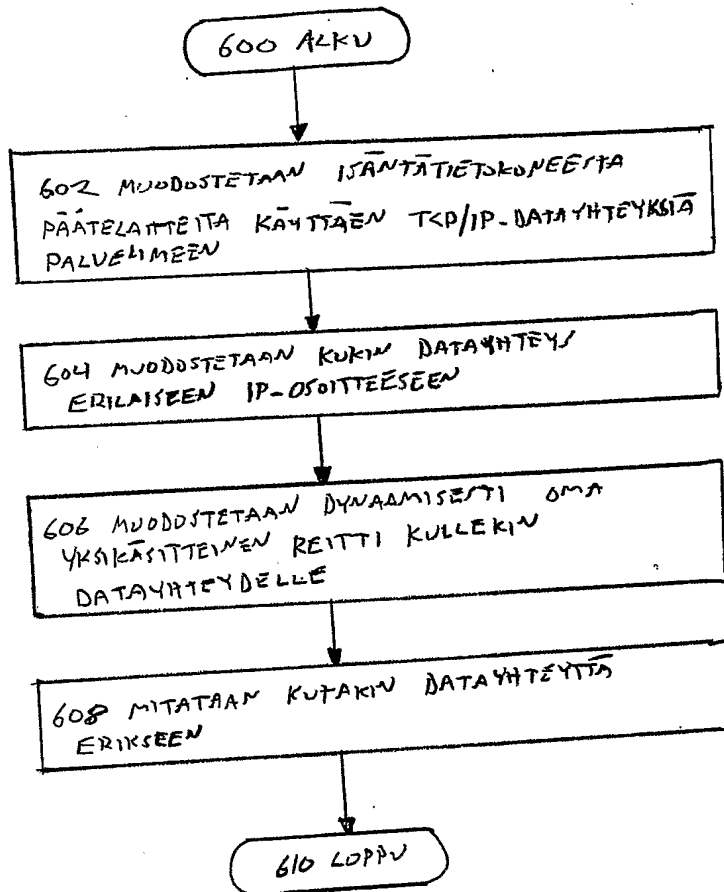 600 ALKU
602 MUODOSTETAAN ISÄNTÄTIETOKONEESTA
PÄÄTELAITTEITA KÄYTTÄEN TCP/IP-DATAYHTEYKSIÄ
PALVELIMEEN
604 MUODOSTETAAN KUKIN DATAYHTEYS
ERILAISEEN IP-OSOITTEESEEN
606 MUODOSTETAAN DYNAAMISESTI OMA
YKSIKÄSITTEINEN REITTI KULLEKIN
DATAYHTEYDELLE
608 MITATAAN KUTAKIN DATAYHTEYTTÄ
ERIKSEEN
610 LOPPU